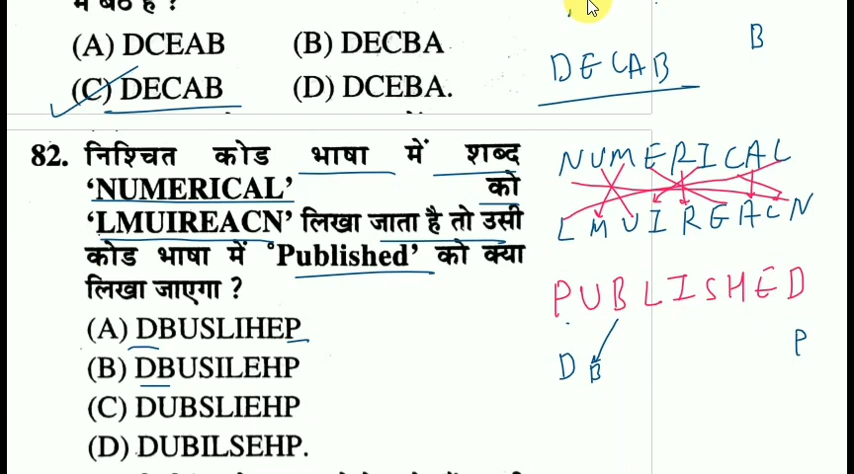 में बैठे हैं ?
(A) DCEAB (B) DECBA
(C) DECAB (D) DCEBA.
DECAB
B
82. निश्चित कोड भाषा में शब्द
'NUMERICAL' को
'LMUIREACN' लिखा जाता है तो उसी
कोड भाषा में 'Published' को क्या
लिखा जाएगा ?
(A) DBUSLIHEP
(B) DBUSILEHP
(C) DUBSLIEHP
(D) DUBILSEHP.
NUMERICAL
LMUIREACN
PUBLISHED
D B P